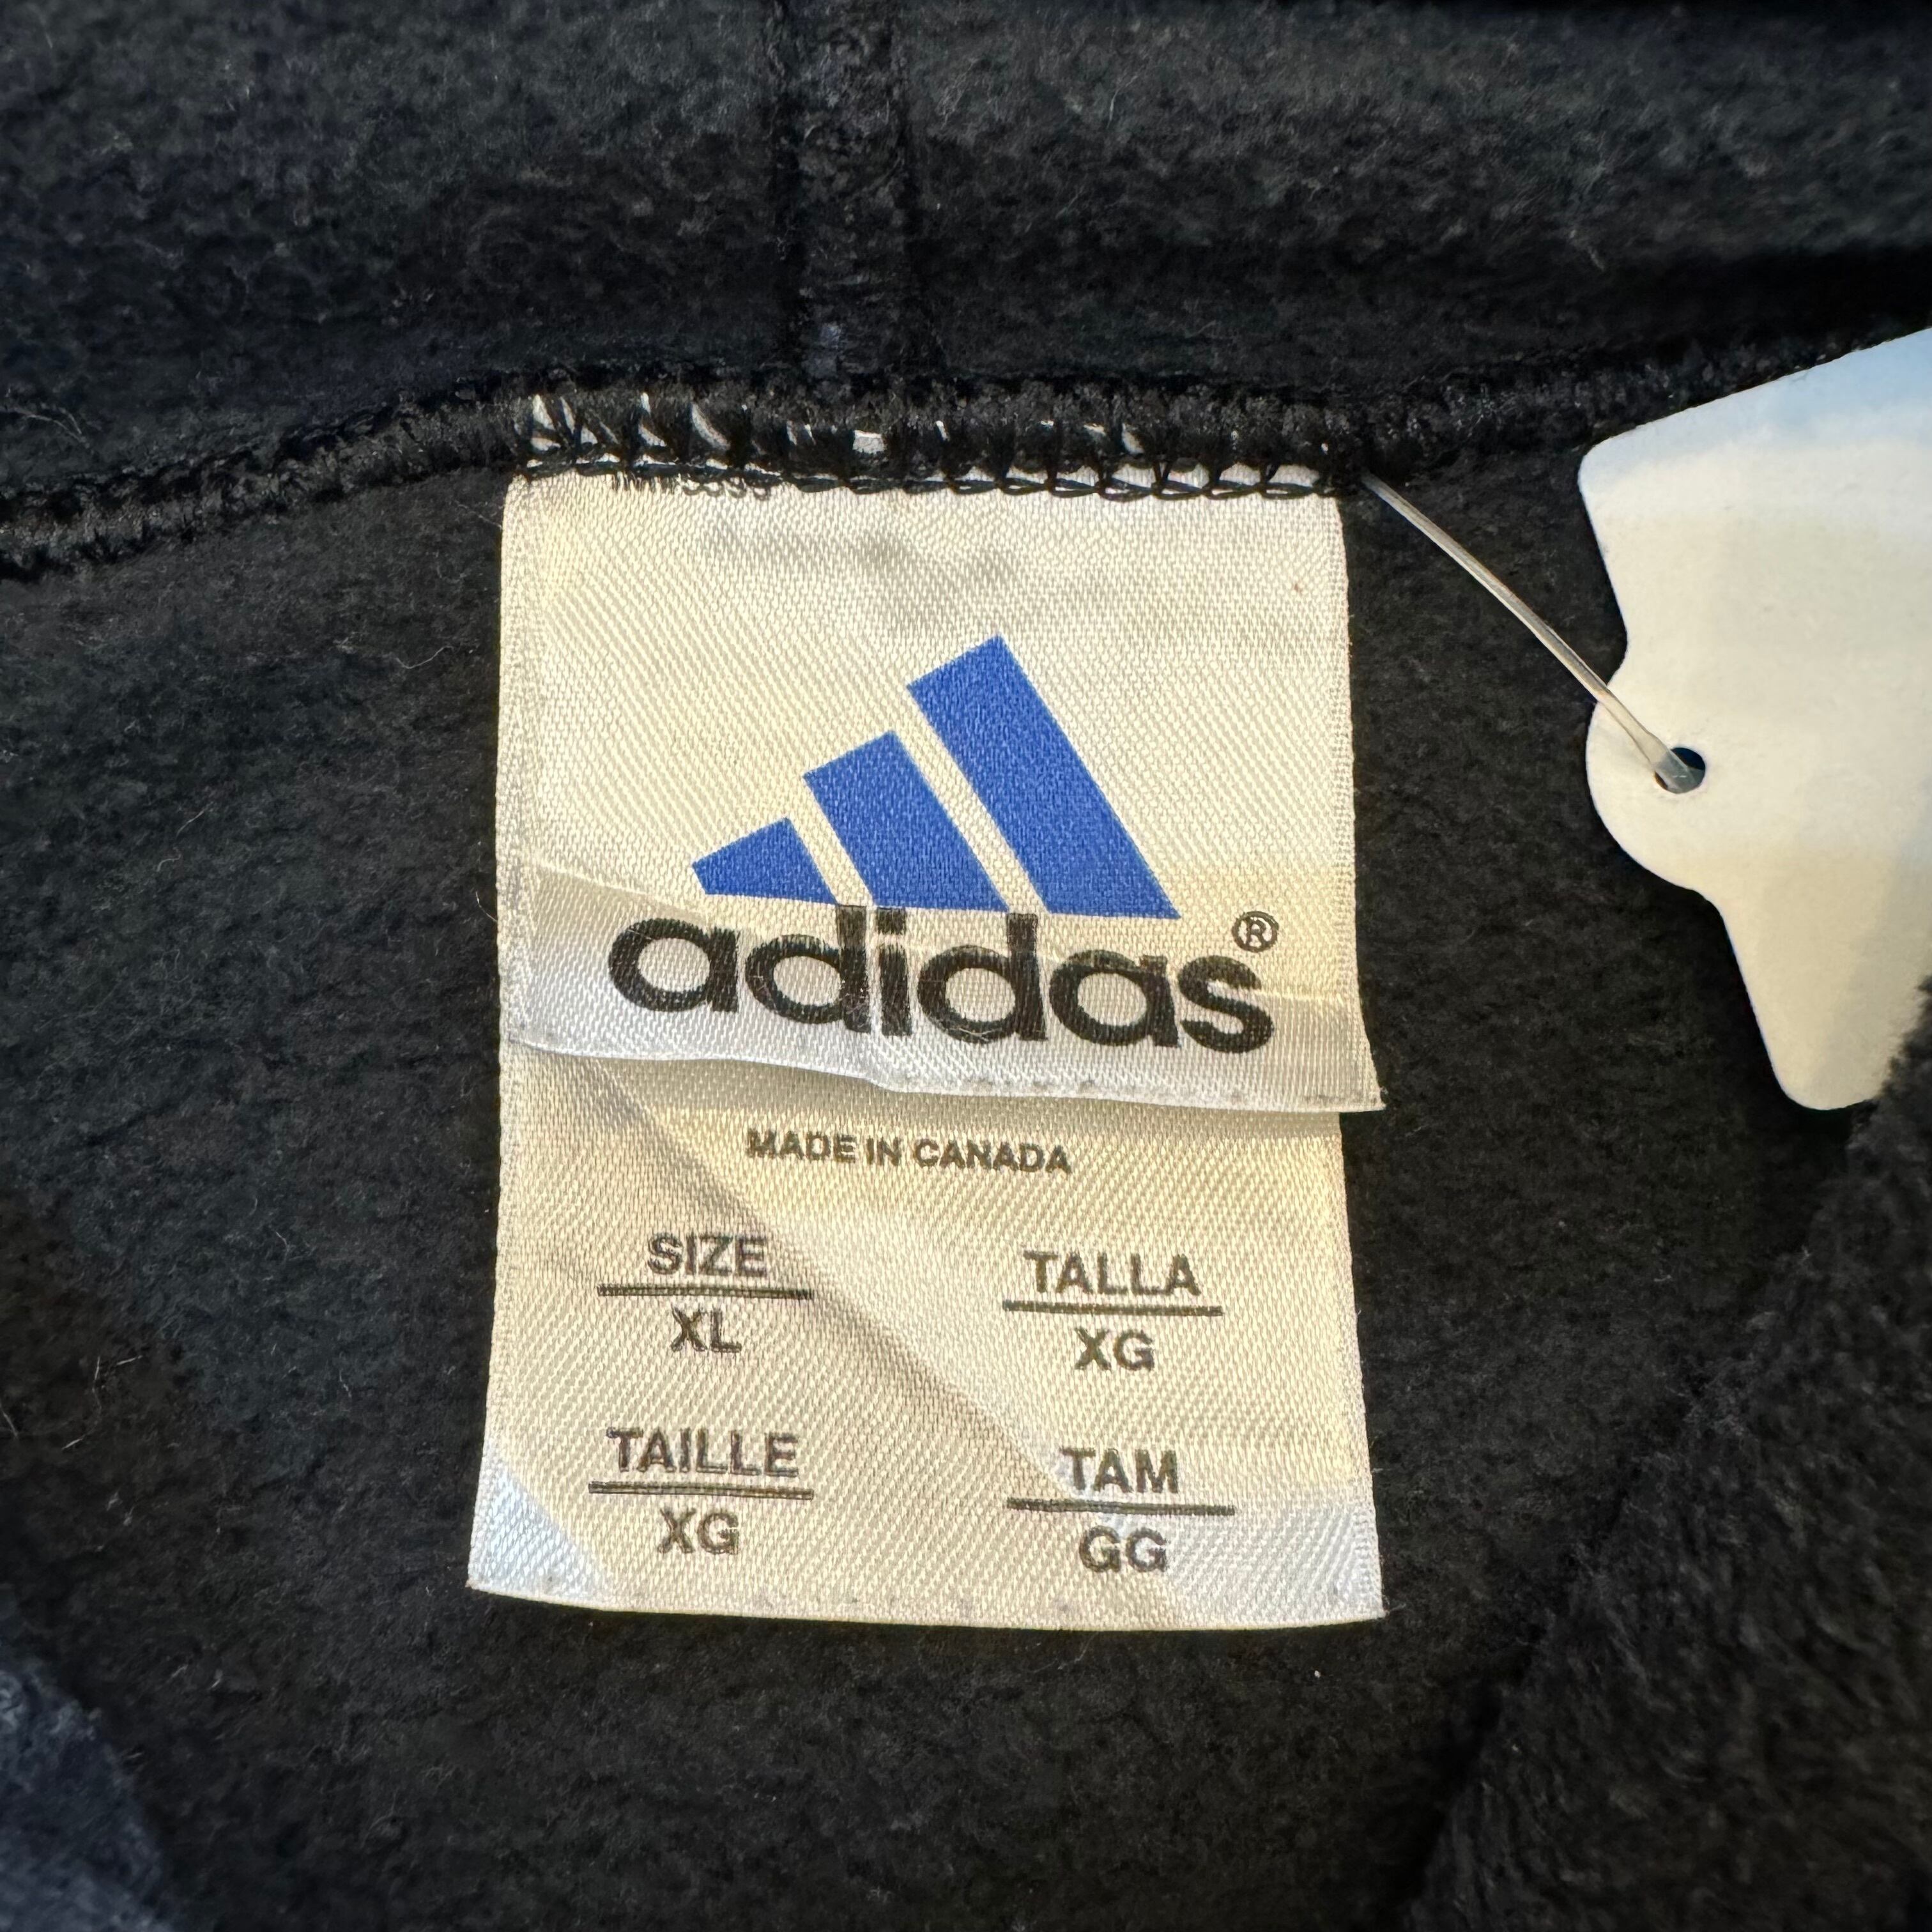 adidas®
MADE IN CANADA
SIZE
XL
TALLA
XG
TAILLE
XG
TAM
GG